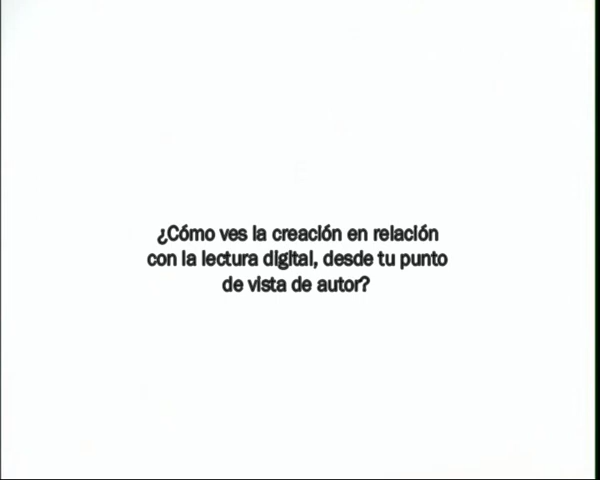 ¿Cómo ves la creación en relación
con la lectura digital, desde tu punto
de vista de autor?